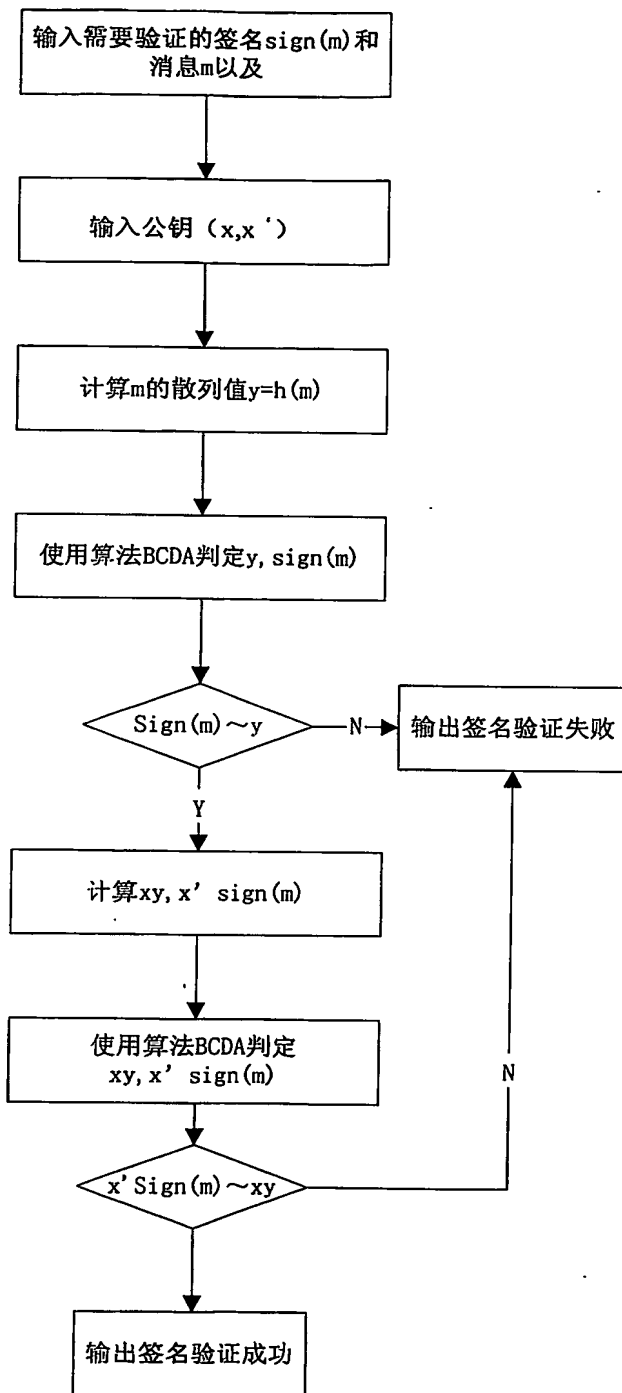 输入需要验证的签名sign(m)和
消息m以及
输入公钥（x,x'）
计算m的散列值y=h(m)
使用算法BCDA判定y,sign(m)
Sign(m)～y
N
输出签名验证失败
Y
计算xy,x' sign(m)
使用算法BCDA判定
xy,x' sign(m)
N
x'Sign(m)～xy
输出签名验证成功